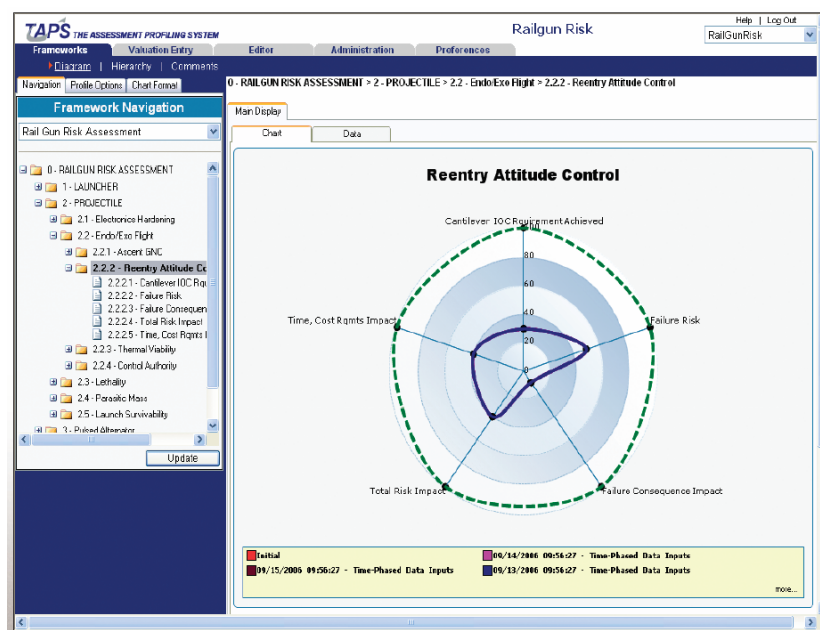 TAPS THE ASSESSMENT PROFILING SYSTEM
Railgun Risk
Help | Log Out
RailGunRisk
Frameworks
Valuation Entry
Editor
Administration
Preferences
Diagram | Hierarchy | Comments
Navigation
Profile Options
Chart Format
Framework Navigation
Rail Gun Risk Assessment
0 - RAILGUN RISK ASSESSMENT
1 - LAUNCHER
2 - PROJECTILE
2.1 - Electronics Hardening
2.2 - Endo/Exo Flight
2.2.1 - Ascent GNC
2.2.2 - Reentry Attitude Co
2.2.2.1 - Cantilever IOC Rqu
2.2.2.2 - Failure Risk
2.2.2.3 - Failure Consequen
2.2.2.4 - Total Risk Impact
2.2.2.5 - Time, Cost Rqmts I
2.2.3 - Thermal Viability
2.2.4 - Control Authority
2.3 - Lethality
2.4 - Parasitic Mass
2.5 - Launch Survivability
3 - Pulsed Alternator
Update
0 - RAILGUN RISK ASSESSMENT > 2 - PROJECTILE > 2.2 - Endo/Exo Flight > 2.2.2 - Reentry Attitude Control
Main Display
Chart
Data
Reentry Attitude Control
Cantilever IOC Rquirement Achieved
100
80
60
40
20
0
Time, Cost Rqmts Impact
Failure Risk
Total Risk Impact
Failure Consequence Impact
Initial
09/14/2006 09:56:27 - Time-Phased Data Inputs
09/15/2006 09:56:27 - Time-Phased Data Inputs
09/13/2006 09:56:27 - Time-Phased Data Inputs
more...